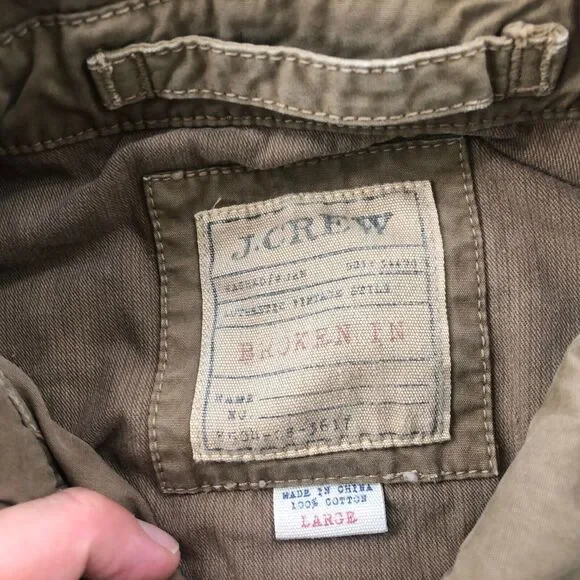 J.CREW
AUTHENTIC VINTAGE STYLE
BROKEN IN
NAME
NO
MADE IN CHINA
100% COTTON
LARGE